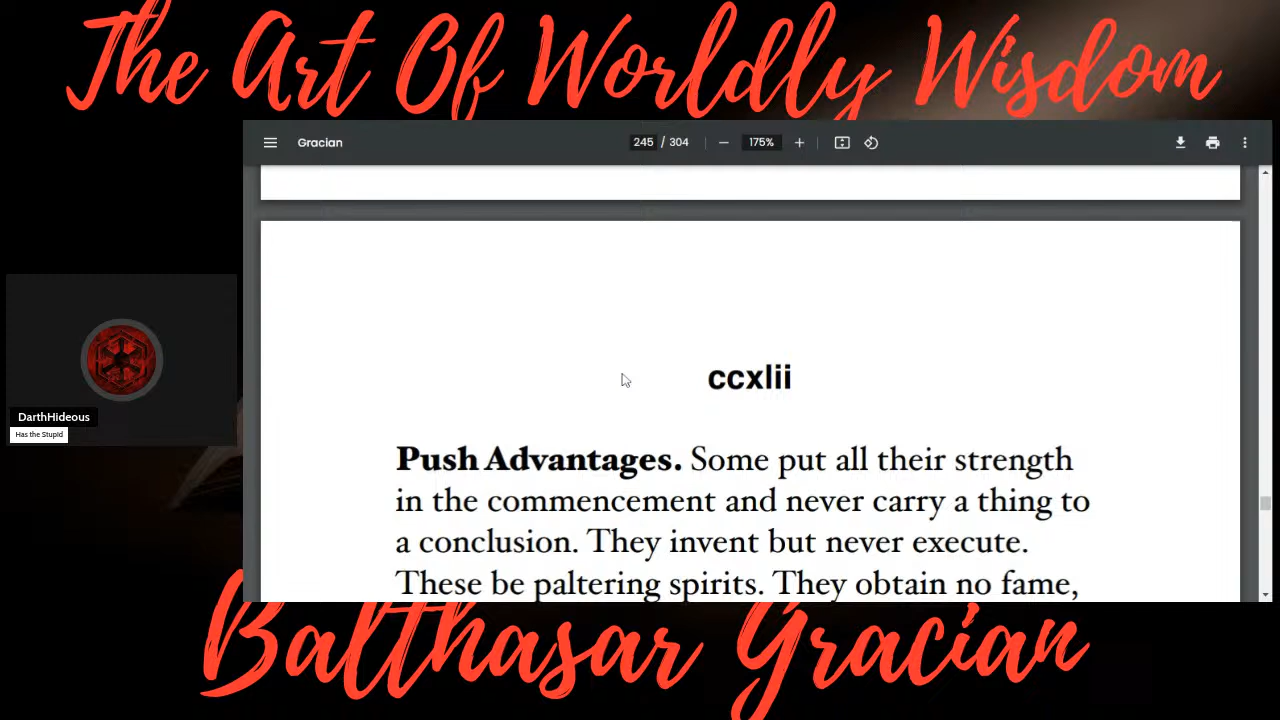 The Art Of Worldly Wisdom
Gracian
245 / 304
175%
ccxlii
Push Advantages. Some put all their strength
in the commencement and never carry a thing to
a conclusion. They invent but never execute.
These be paltering spirits. They obtain no fame,
DarthHideous
Has the Stupid
Balthasar Gracian